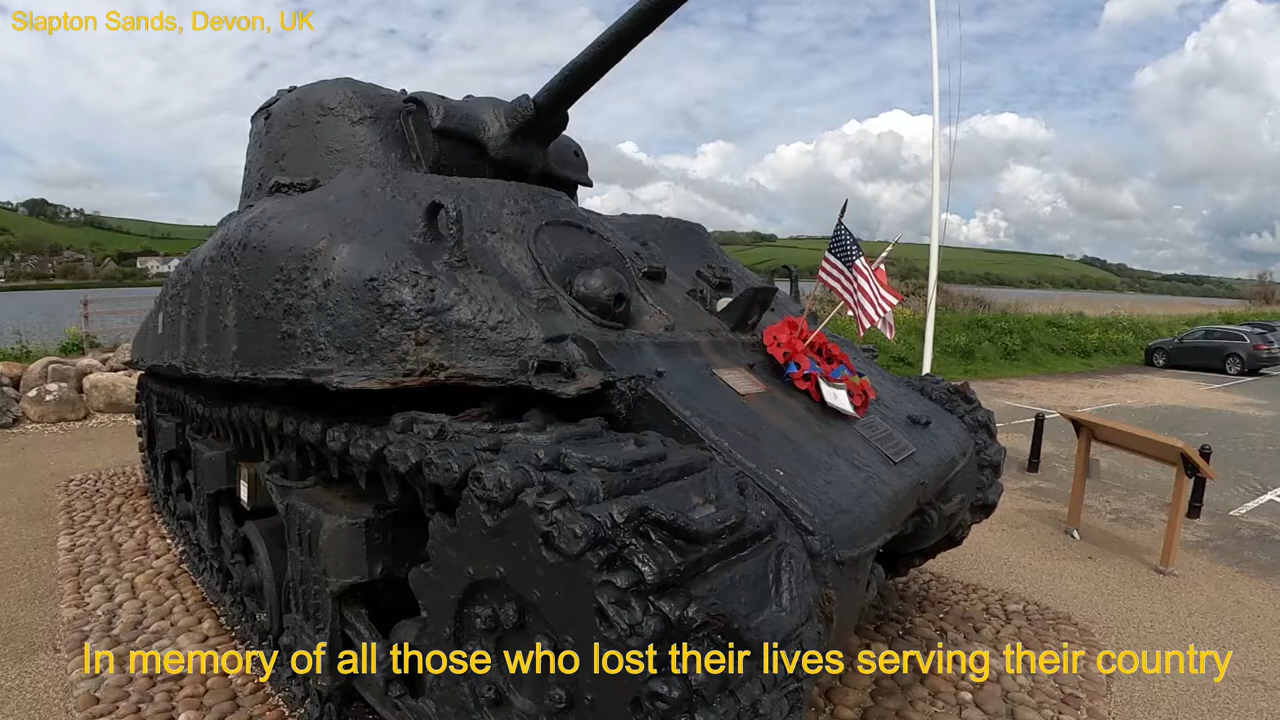 Slapton Sands, Devon, UK
In memory of all those who lost their lives serving their country